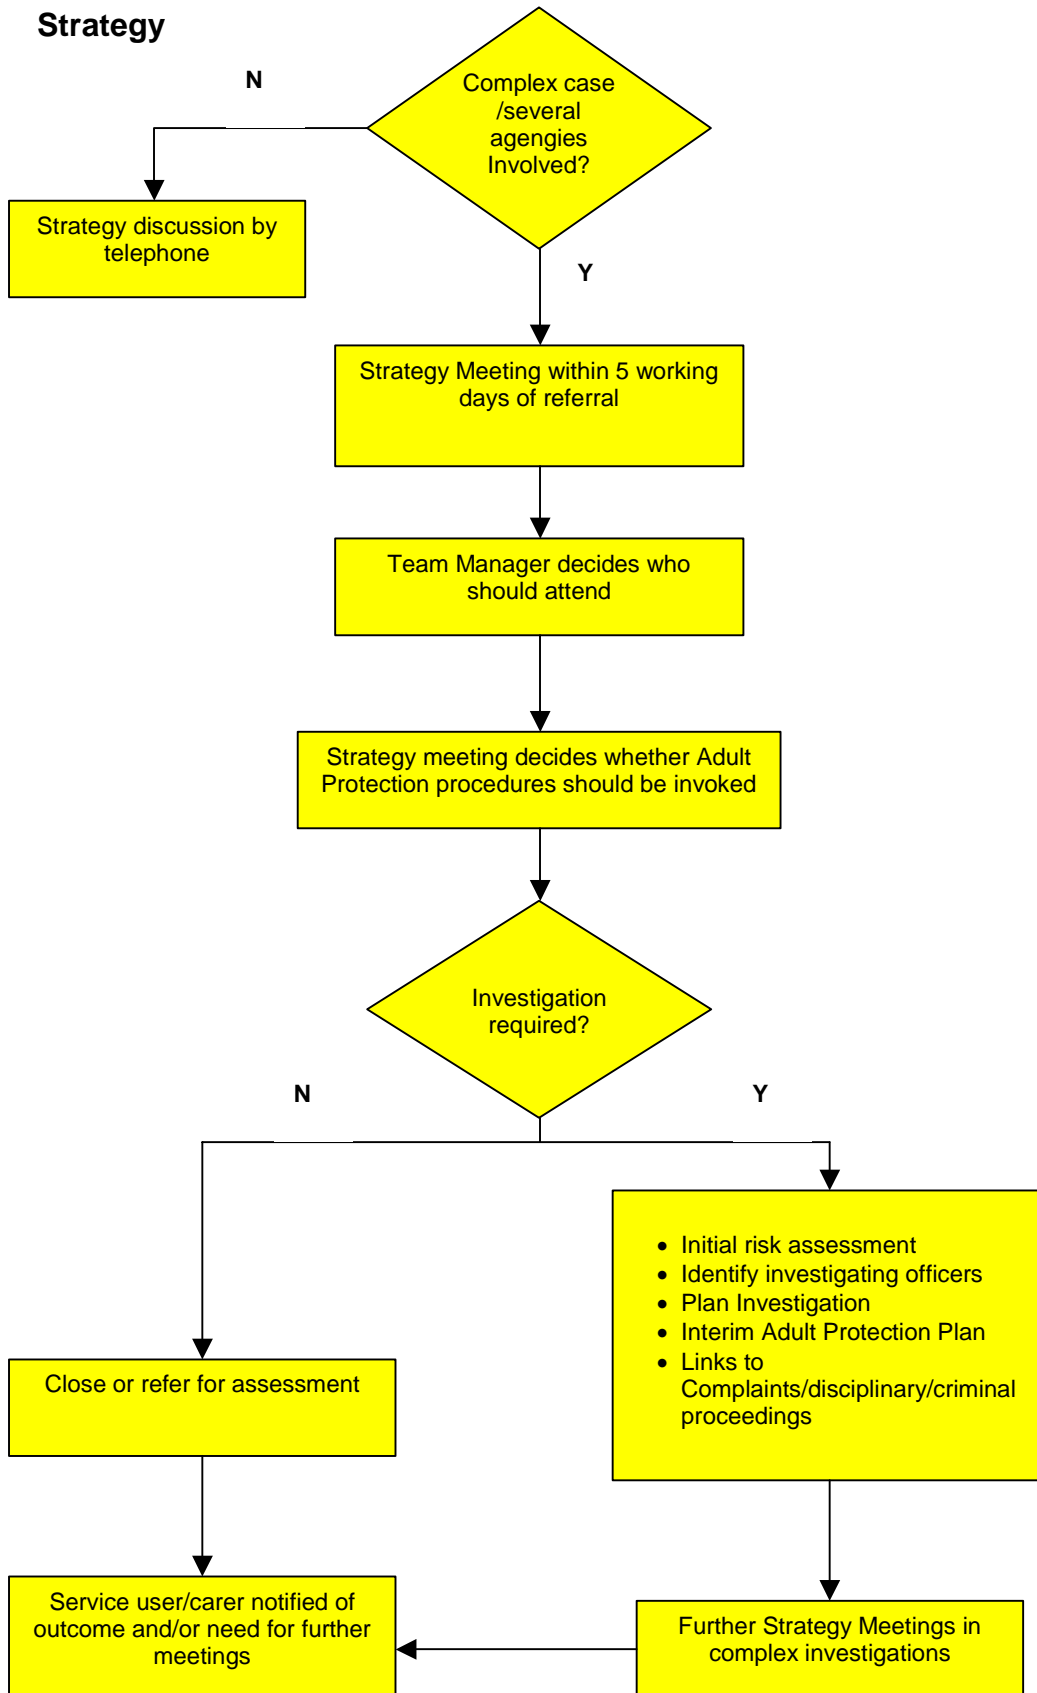 Strategy
N
Complex case
/several
agengies
Involved?
Strategy discussion by
telephone
Y
Strategy Meeting within 5 working
days of referral
Team Manager decides who
should attend
Strategy meeting decides whether Adult
Protection procedures should be invoked
Investigation
required?
N
Y
• Initial risk assessment
• Identify investigating officers
• Plan Investigation
• Interim Adult Protection Plan
• Links to
Complaints/disciplinary/criminal
proceedings
Close or refer for assessment
Service user/carer notified of
outcome and/or need for further
meetings
Further Strategy Meetings in
complex investigations